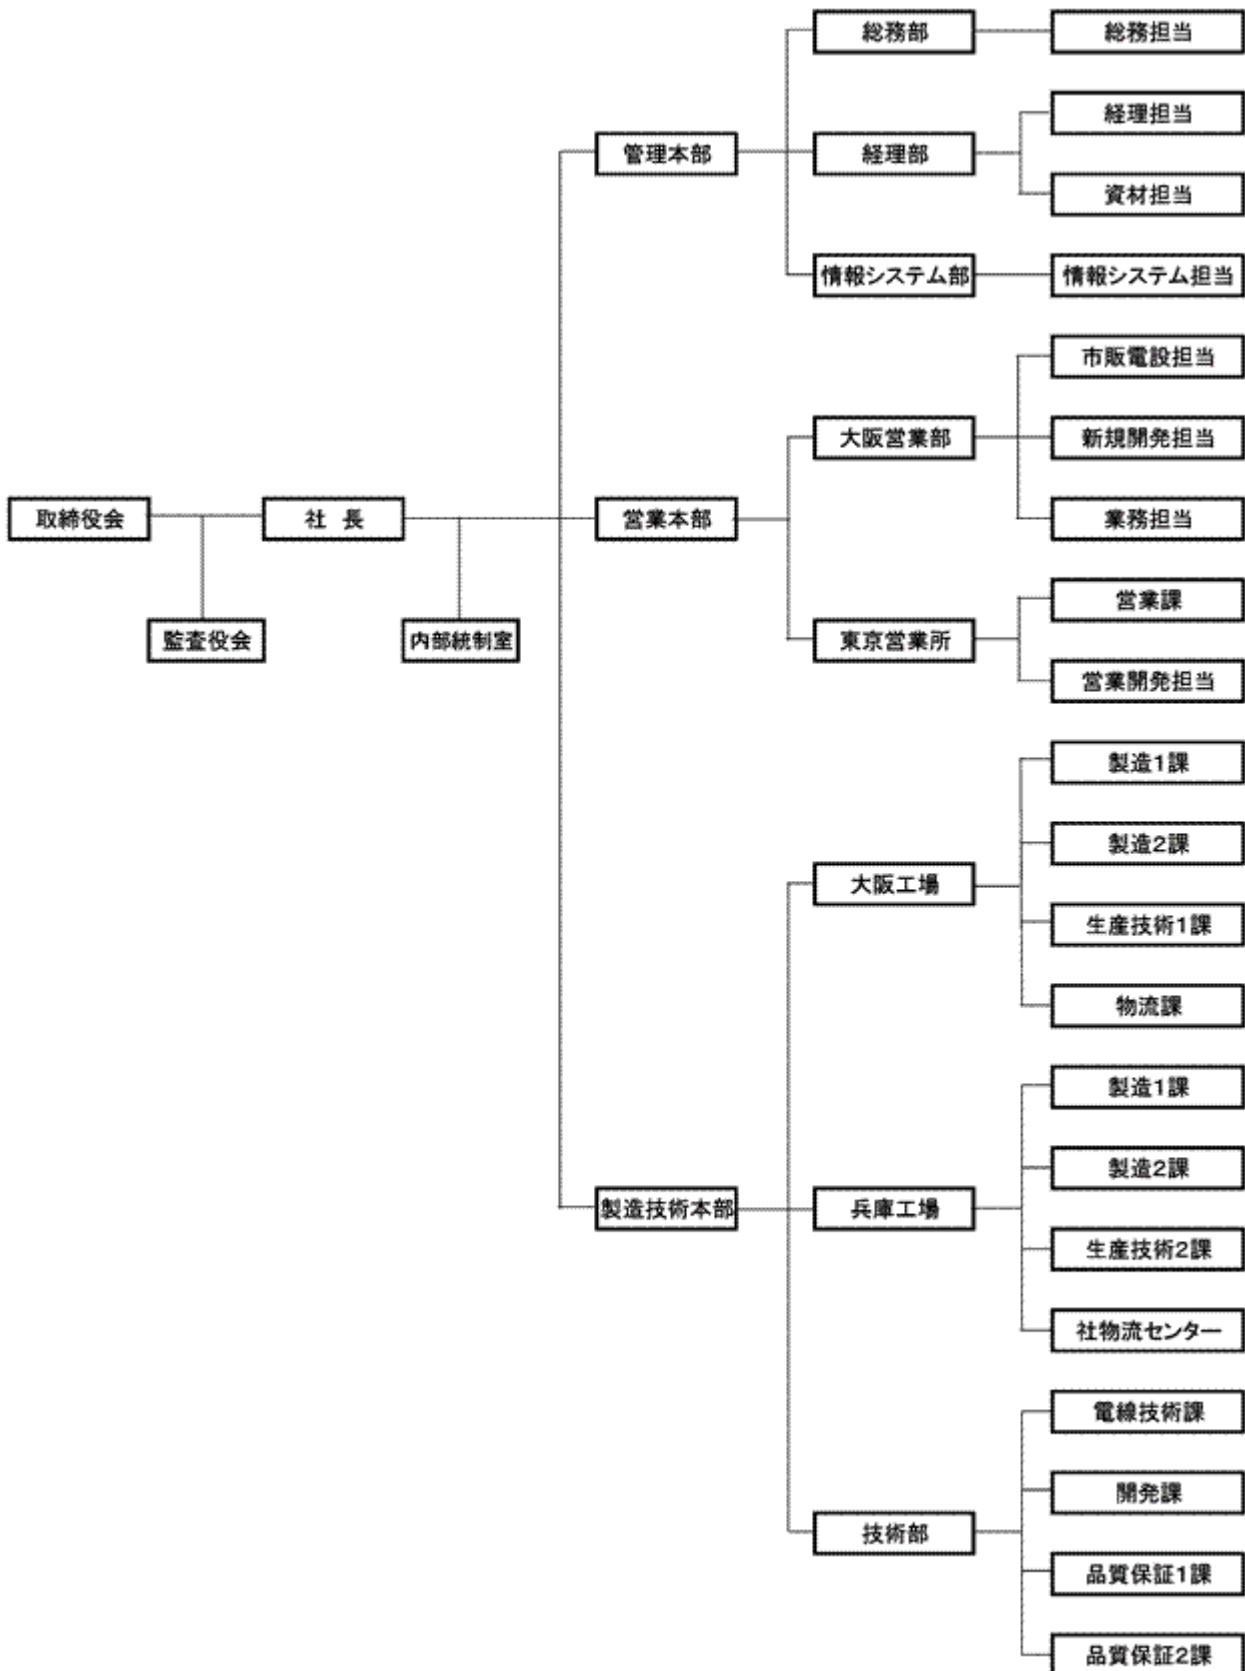 取締役会
監査役会
社 長
内部統制室
管理本部
総務部
総務担当
経理部
経理担当
資材担当
情報システム部
情報システム担当
営業本部
大阪営業部
市販電設担当
新規開発担当
業務担当
東京営業所
営業課
営業開発担当
製造技術本部
大阪工場
製造1課
製造2課
生産技術1課
物流課
兵庫工場
製造1課
製造2課
生産技術2課
社物流センター
技術部
電線技術課
開発課
品質保証1課
品質保証2課